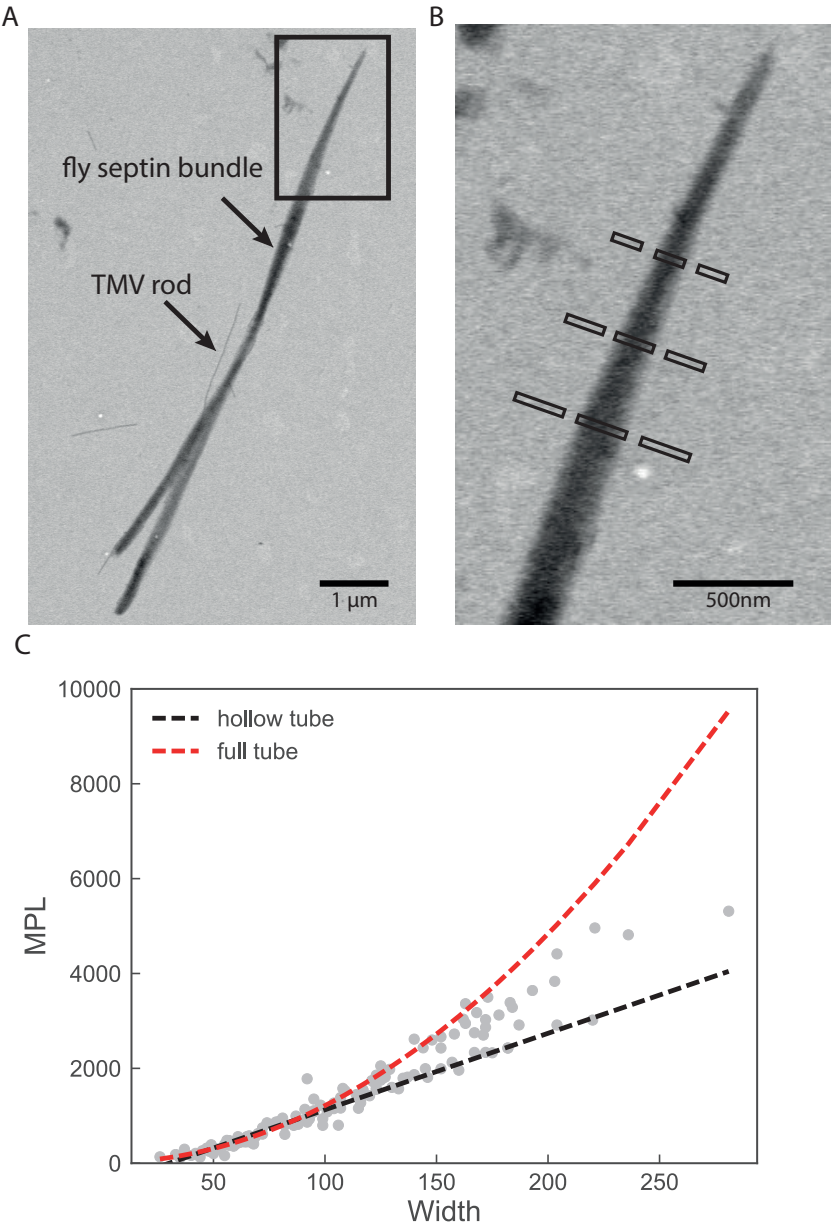 A
B
fly septin bundle
TMV rod
1 µm
500nm
C
10000
8000
6000
4000
2000
0
hollow tube
full tube
MPL
50
100
150
200
250
Width